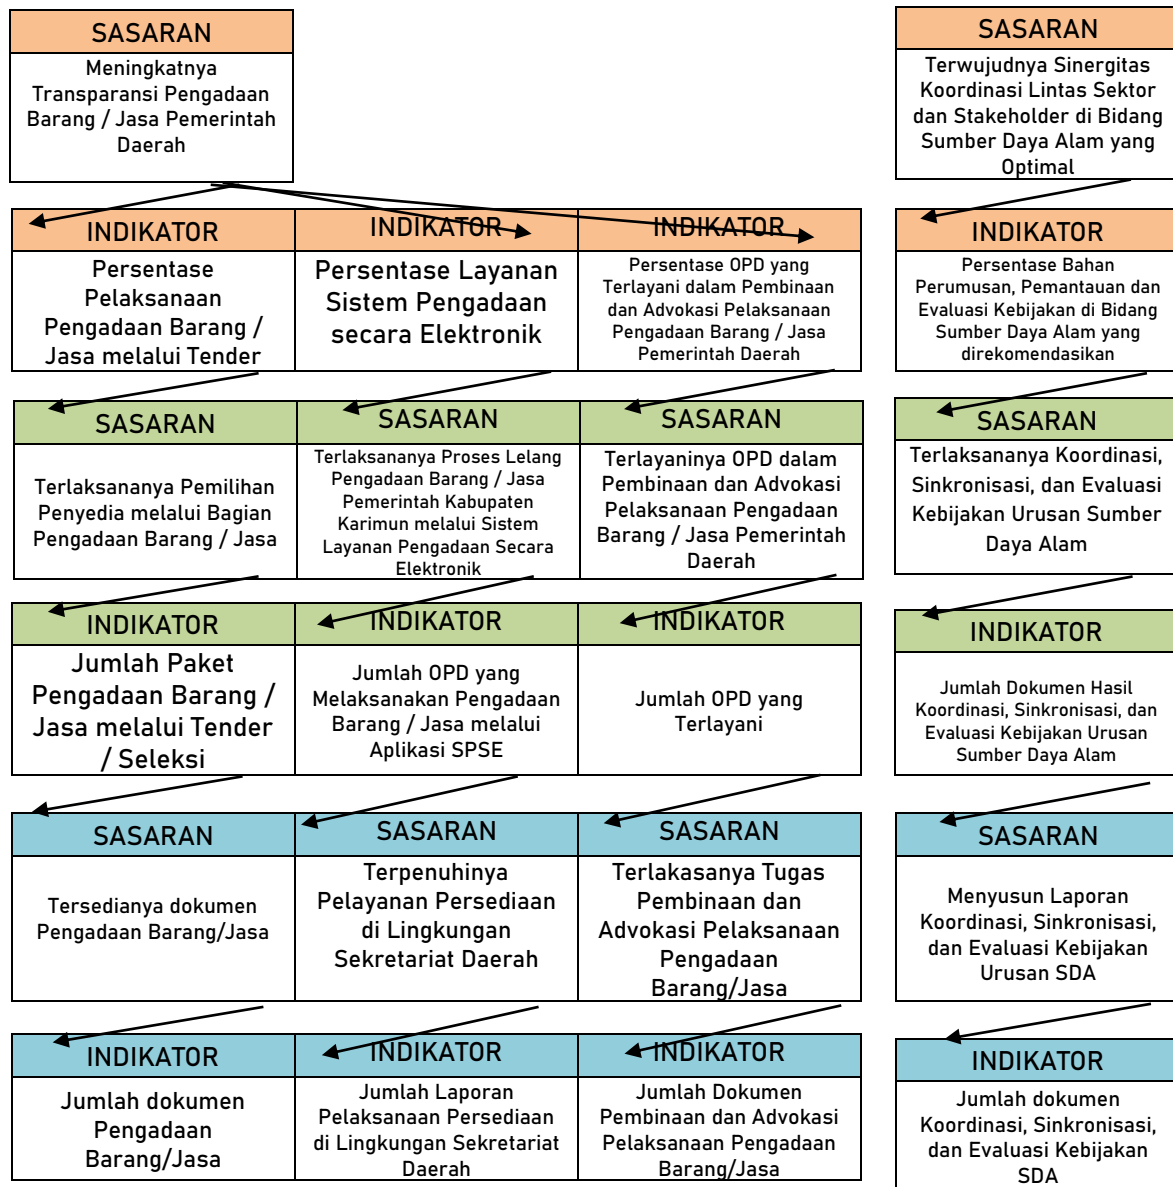 SASARAN
Meningkatnya
Transparansi Pengadaan
Barang / Jasa Pemerintah
Daerah
SASARAN
Terwujudnya Sinergitas
Koordinasi Lintas Sektor
dan Stakeholder di Bidang
Sumber Daya Alam yang
Optimal
INDIKATOR
Persentase
Pelaksanaan
Pengadaan Barang /
Jasa melalui Tender
INDIKATOR
Persentase Layanan
Sistem Pengadaan
secara Elektronik
INDIKATOR
Persentase OPD yang
Terlayani dalam Pembinaan
dan Advokasi Pelaksanaan
Pengadaan Barang / Jasa
Pemerintah Daerah
INDIKATOR
Persentase Bahan
Perumusan, Pemantauan dan
Evaluasi Kebijakan di Bidang
Sumber Daya Alam yang
direkomendasikan
SASARAN
Terlaksananya Pemilihan
Penyedia melalui Bagian
Pengadaan Barang / Jasa
SASARAN
Terlaksananya Proses Lelang
Pengadaan Barang / Jasa
Pemerintah Kabupaten
Karimun melalui Sistem
Layanan Pengadaan Secara
Elektronik
SASARAN
Terlayaninya OPD dalam
Pembinaan dan Advokasi
Pelaksanaan Pengadaan
Barang / Jasa Pemerintah
Daerah
SASARAN
Terlaksananya Koordinasi,
Sinkronisasi, dan Evaluasi
Kebijakan Urusan Sumber
Daya Alam
INDIKATOR
Jumlah Paket
Pengadaan Barang /
Jasa melalui Tender
/ Seleksi
INDIKATOR
Jumlah OPD yang
Melaksanakan Pengadaan
Barang / Jasa melalui
Aplikasi SPSE
INDIKATOR
Jumlah OPD yang
Terlayani
INDIKATOR
Jumlah Dokumen Hasil
Koordinasi, Sinkronisasi, dan
Evaluasi Kebijakan Urusan
Sumber Daya Alam
SASARAN
Tersedianya dokumen
Pengadaan Barang/Jasa
SASARAN
Terpenuhinya
Pelayanan Persediaan
di Lingkungan
Sekretariat Daerah
SASARAN
Terlakasanya Tugas
Pembinaan dan
Advokasi Pelaksanaan
Pengadaan
Barang/Jasa
SASARAN
Menyusun Laporan
Koordinasi, Sinkronisasi,
dan Evaluasi Kebijakan
Urusan SDA
INDIKATOR
Jumlah dokumen
Pengadaan
Barang/Jasa
INDIKATOR
Jumlah Laporan
Pelaksanaan Persediaan
di Lingkungan Sekretariat
Daerah
INDIKATOR
Jumlah Dokumen
Pembinaan dan Advokasi
Pelaksanaan Pengadaan
Barang/Jasa
INDIKATOR
Jumlah dokumen
Koordinasi, Sinkronisasi,
dan Evaluasi Kebijakan
SDA